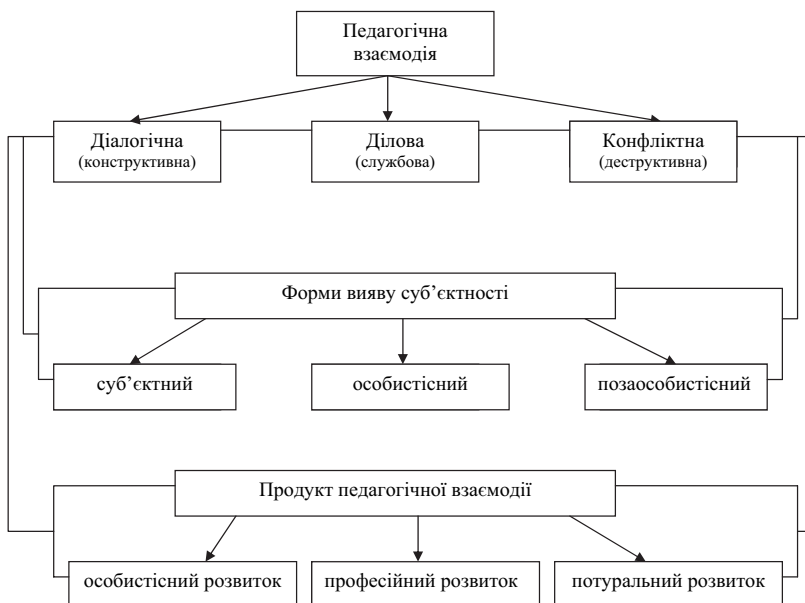 Педагогічна
взаємодія
Діалогічна
(конструктивна)
Ділова
(службова)
Конфліктна
(деструктивна)
Форми вияву суб’єктності
суб’єктний
особистісний
позаособистісний
Продукт педагогічної взаємодії
особистісний розвиток
професійний розвиток
потуральний розвиток